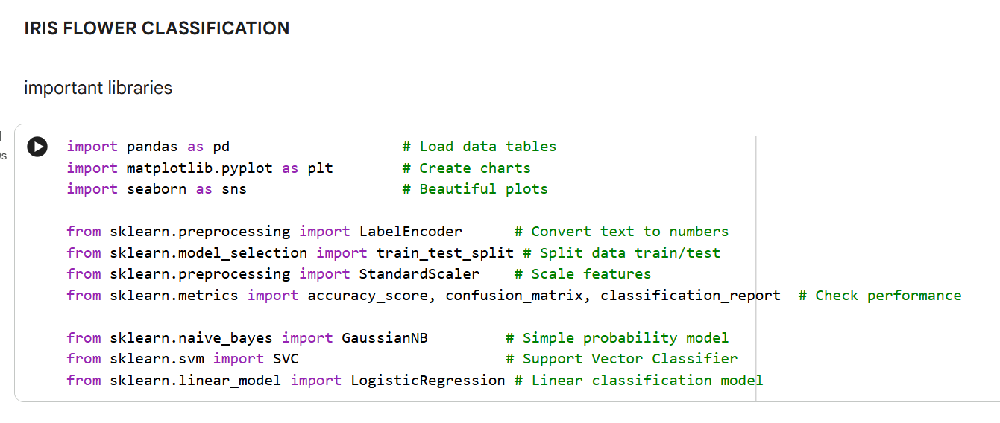 IRIS FLOWER CLASSIFICATION
important libraries
import pandas as pd                    # Load data tables
import matplotlib.pyplot as plt        # Create charts
import seaborn as sns                  # Beautiful plots
from sklearn.preprocessing import LabelEncoder      # Convert text to numbers
from sklearn.model_selection import train_test_split # Split data train/test
from sklearn.preprocessing import StandardScaler    # Scale features
from sklearn.metrics import accuracy_score, confusion_matrix, classification_report  # Check performance
from sklearn.naive_bayes import GaussianNB         # Simple probability model
from sklearn.svm import SVC                        # Support Vector Classifier
from sklearn.linear_model import LogisticRegression # Linear classification model